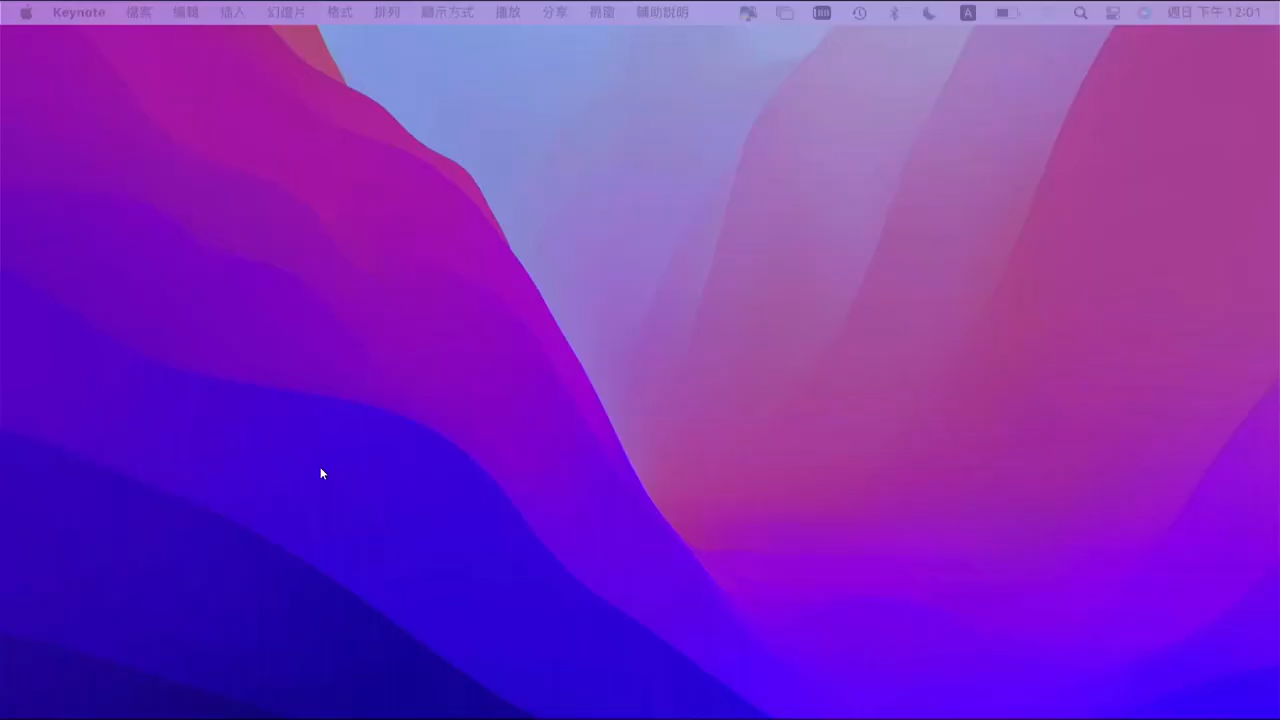 Keynote 檔案 編輯 插入 幻燈片 格式 排列 顯示方式 播放 分享 視窗 輔助說明 A 週日 下午 12:01